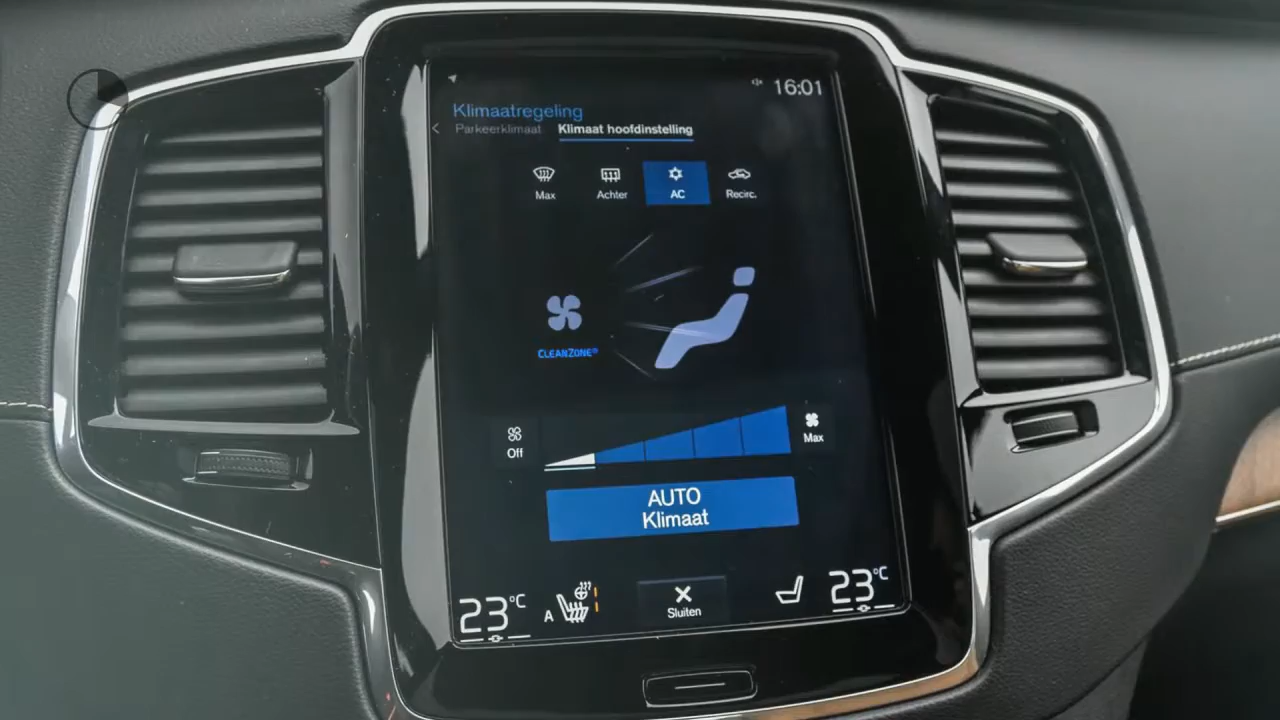 16:01
Klimaatregeling
Parkeerklimaat Klimaat hoofdinstelling
Max Achter AC Recirc.
CLEANZONE®
Off Max
AUTO
Klimaat
23°C A Sluiten 23°C